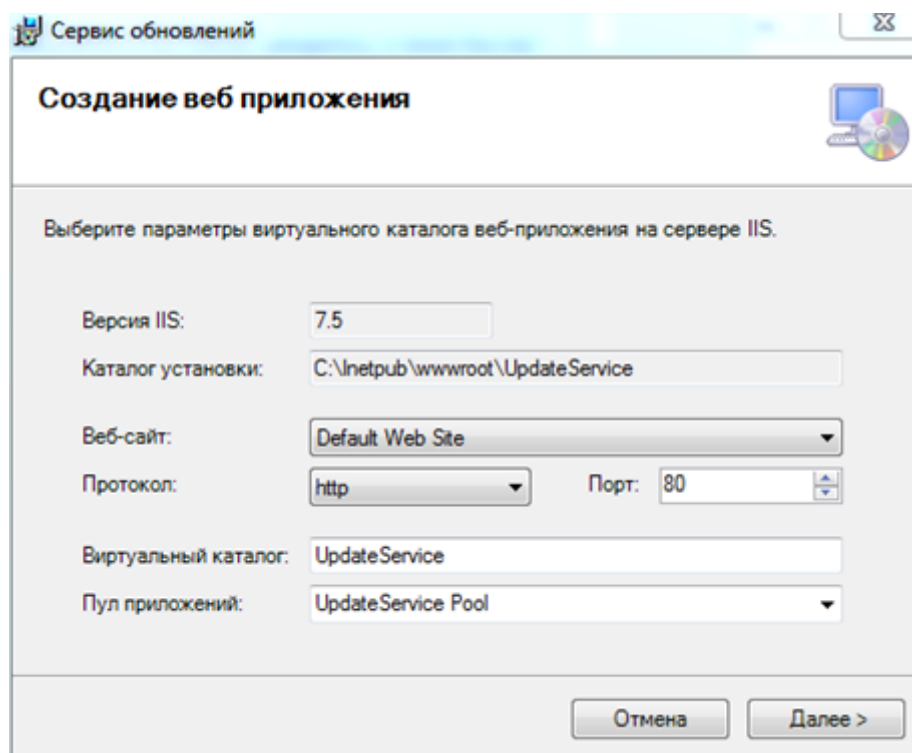 Сервис обновлений
Создание веб приложения
Выберите параметры виртуального каталога веб-приложения на сервере IIS.
Версия IIS: 7.5
Каталог установки: C:\Inetpub\wwwroot\UpdateService
Веб-сайт: Default Web Site
Протокол: http Порт: 80
Виртуальный каталог: UpdateService
Пул приложений: UpdateService Pool
Отмена Далее >